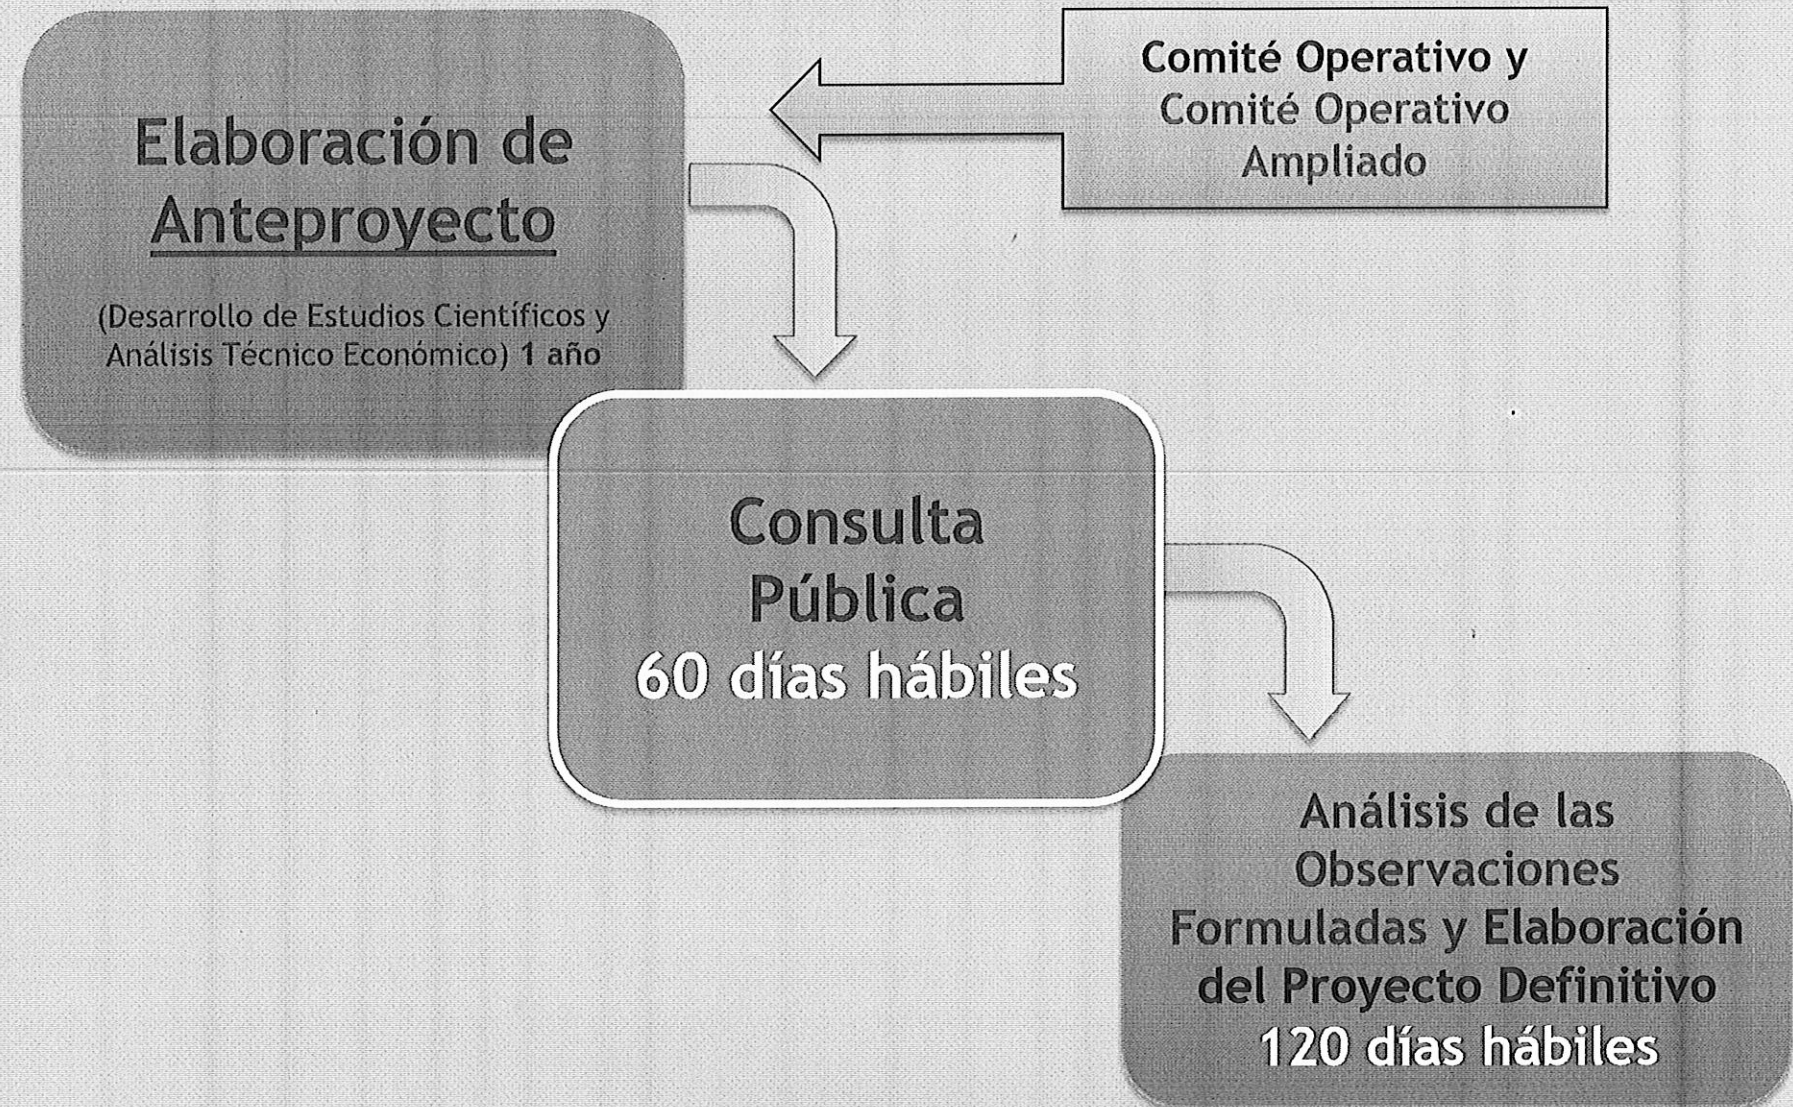 Elaboración de
Anteproyecto
(Desarrollo de Estudios Científicos y
Análisis Técnico Económico) 1 año
Comité Operativo y
Comité Operativo
Ampliado
Consulta
Pública
60 días hábiles
Análisis de las
Observaciones
Formuladas y Elaboración
del Proyecto Definitivo
120 días hábiles